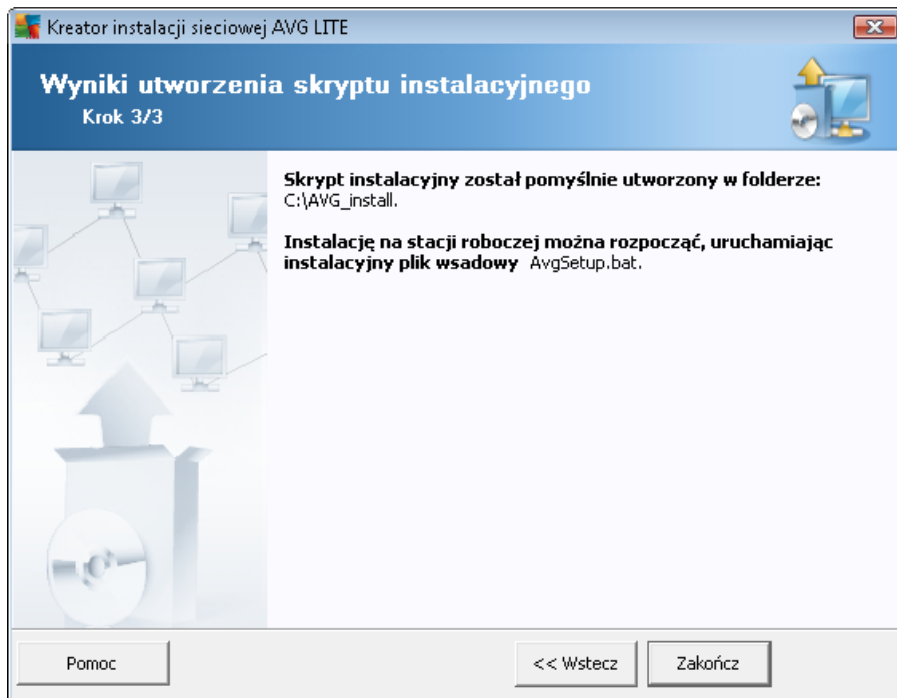 Kreator instalacji sieciowej AVG LITE
Wyniki utworzenia skryptu instalacyjnego
Krok 3/3
Skrypt instalacyjny został pomyślnie utworzony w folderze:
C:\AVG_install.
Instalację na stacji roboczej można rozpocząć, uruchamiając
instalacyjny plik wsadowy AvgSetup.bat.
Pomoc
<< Wstecz
Zakończ